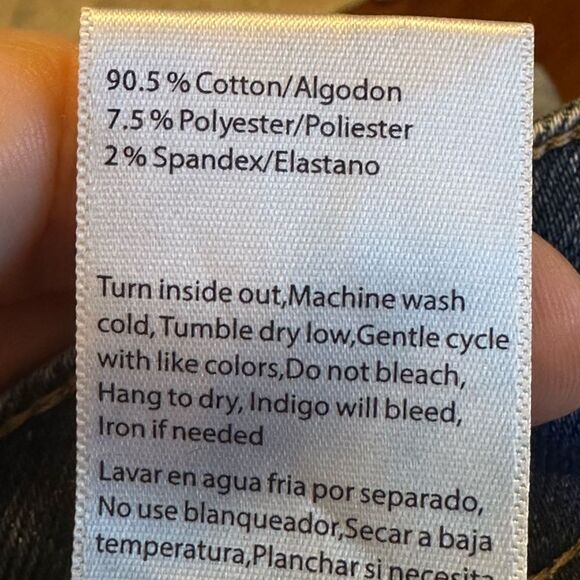 90.5 % Cotton/Algodon
7.5 % Polyester/Poliester
2 % Spandex/Elastano
Turn inside out,Machine wash
cold, Tumble dry low,Gentle cycle
with like colors,Do not bleach,
Hang to dry, Indigo will bleed,
Iron if needed
Lavar en agua fria por separado,
No use blanqueador,Secar a baja
temperatura,Planchar si necesita